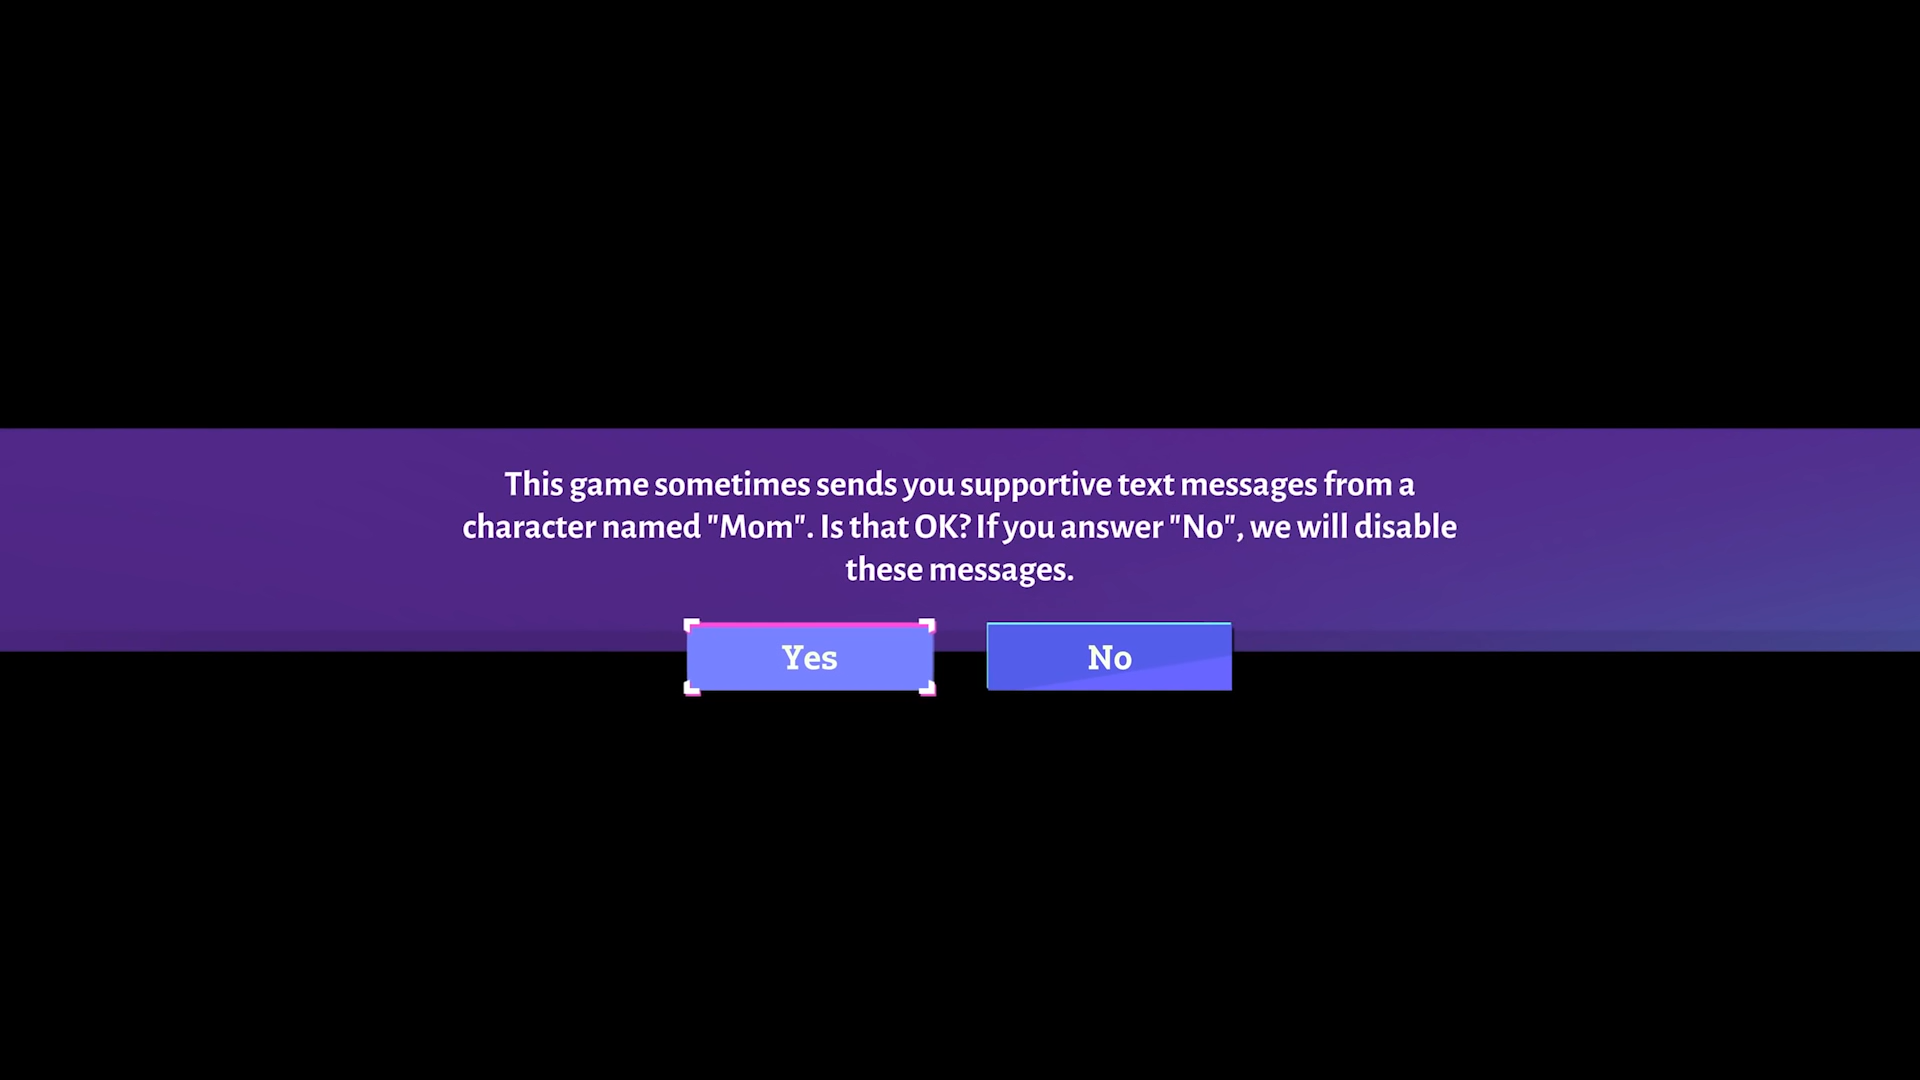 This game sometimes sends you supportive text messages from a
character named "Mom". Is that OK? If you answer "No", we will disable
these messages.
Yes
No